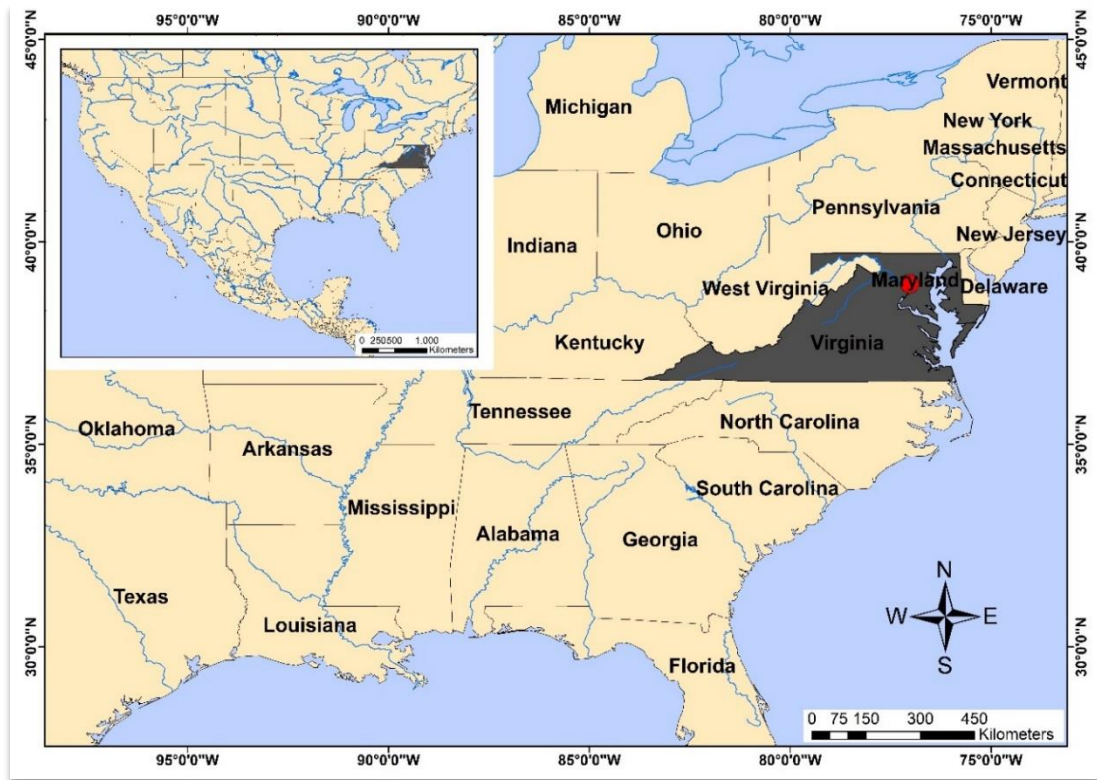 95°0'0"W 90°0'0"W 85°0'0"W 80°0'0"W 75°0'0"W
45°0'0"N 45°0'0"N
Vermont
Michigan
New York
Massachusetts
Connecticut
Pennsylvania
Ohio
New Jersey
Indiana
40°0'0"N 40°0'0"N
West Virginia Maryland Delaware
0 250500 1.000
Kilometers
Kentucky Virginia
Tennessee
North Carolina
Oklahoma
Arkansas
35°0'0"N 35°0'0"N
South Carolina
Mississippi
Alabama Georgia
Texas
N
W E
S
Louisiana
30°0'0"N 30°0'0"N
Florida
0 75 150 300 450
Kilometers
95°0'0"W 90°0'0"W 85°0'0"W 80°0'0"W 75°0'0"W